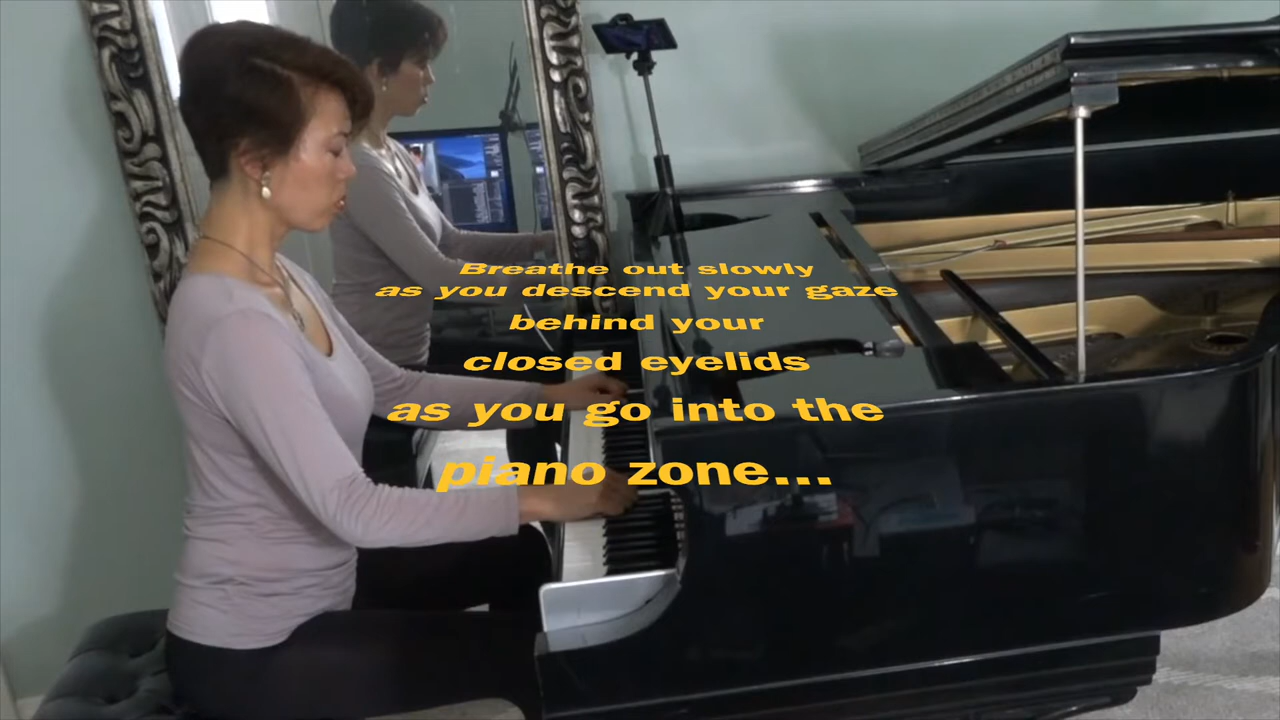 Breathe out slowly
as you descend your gaze
behind your
closed eyelids
as you go into the
piano zone...